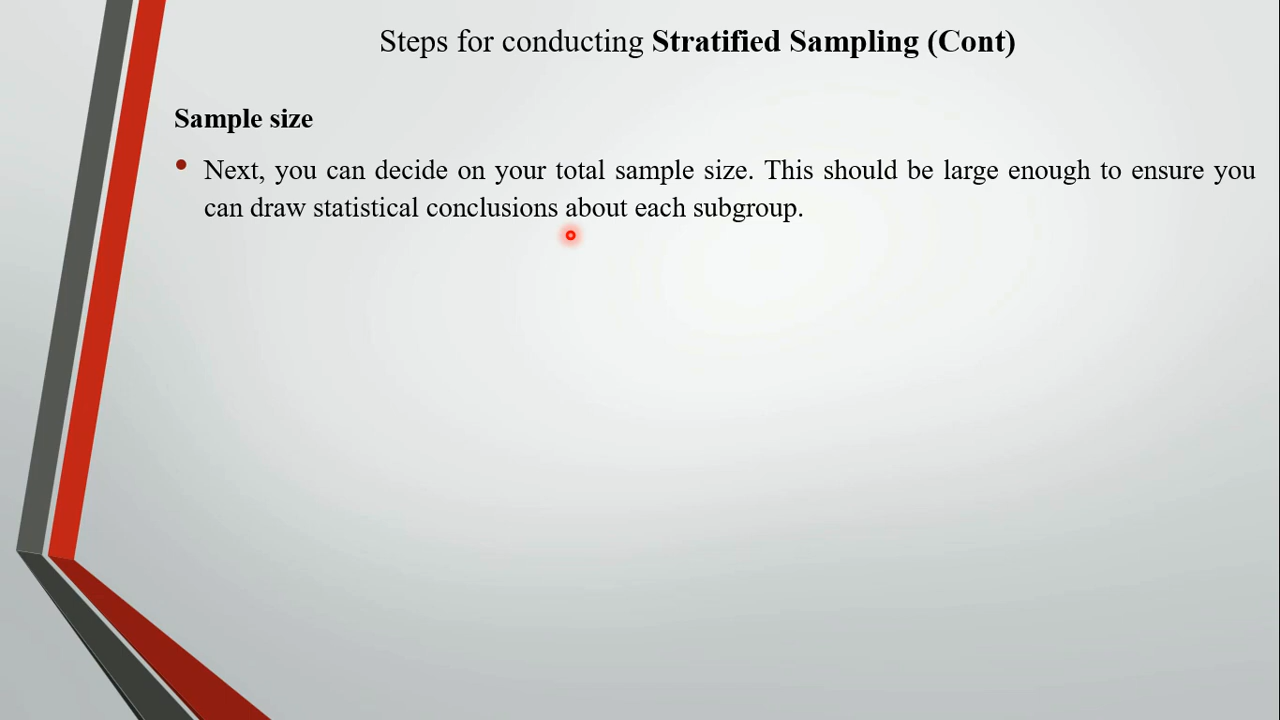 Steps for conducting Stratified Sampling (Cont)
Sample size
• Next, you can decide on your total sample size. This should be large enough to ensure you
can draw statistical conclusions about each subgroup.